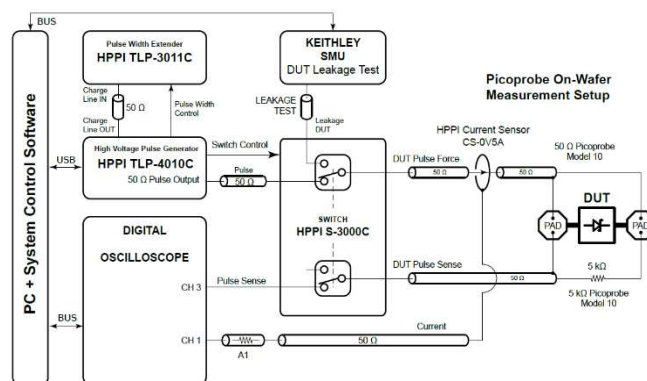 BUS
Pulse Width Extender
HPPI TLP-3011C
KEITHLEY
SMU
DUT Leakage Test
Picoprobe On-Wafer
Measurement Setup
Charge
Line IN
50 Ω
Charge
Line OUT
Pulse Width
Control
LEAKAGE
TEST
Leakage
DUT
HPPI Current Sensor
CS-0V5A
50 Ω Picoprobe
Model 10
USB
High Voltage Pulse Generator
HPPI TLP-4010C
50 Ω Pulse Output
Switch Control
Pulse
50 Ω
DUT Pulse Force
50 Ω
50 Ω
PC + System Control Software
SWITCH
HPPI S-3000C
DUT
PAD
PAD
DIGITAL
OSCILLOSCOPE
CH 3
Pulse Sense
DUT Pulse Sense
50 Ω
5 kΩ
5 kΩ Picoprobe
Model 10
BUS
CH 1
A1
Current
50 Ω